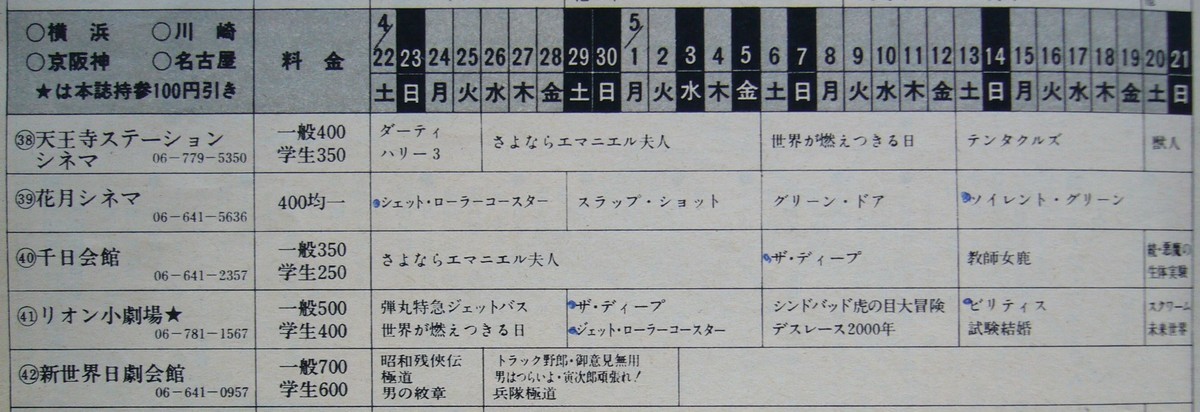 ○横浜 ○川崎
○京阪神 ○名古屋
★は本誌持参100円引き
料金
4/22 23 24 25 26 27 28 29 30 5/1 2 3 4 5 6 7 8 9 10 11 12 13 14 15 16 17 18 19 20 21
土 日 月 火 水 木 金 土 日 月 火 水 木 金 土 日 月 火 水 木 金 土 日 月 火 水 木 金 土 日
㊳天王寺ステーション
シネマ 06-779-5350
一般400
学生350
ダーティ
ハリー3
さよならエマニエル夫人
世界が燃えつきる日
テンタクルズ
獣人
㊴花月シネマ
06-641-5636
400均一
ジェット・ローラーコースター
スラップ・ショット
グリーン・ドア
ソイレント・グリーン
㊵千日会館
06-641-2357
一般350
学生250
さよならエマニエル夫人
ザ・ディープ
教師女鹿
続・悪魔の
生体実験
㊶リオン小劇場★
06-781-1567
一般500
学生400
弾丸特急ジェットバス
世界が燃えつきる日
ザ・ディープ
ジェット・ローラーコースター
シンドバッド虎の目大冒険
デスレース2000年
ビリティス
試験結婚
スクワーム
未来世界
㊷新世界日劇会館
06-641-0957
一般700
学生600
昭和残侠伝
極道
男の紋章
トラック野郎・御意見無用
男はつらいよ・寅次郎頑張れ!
兵隊極道